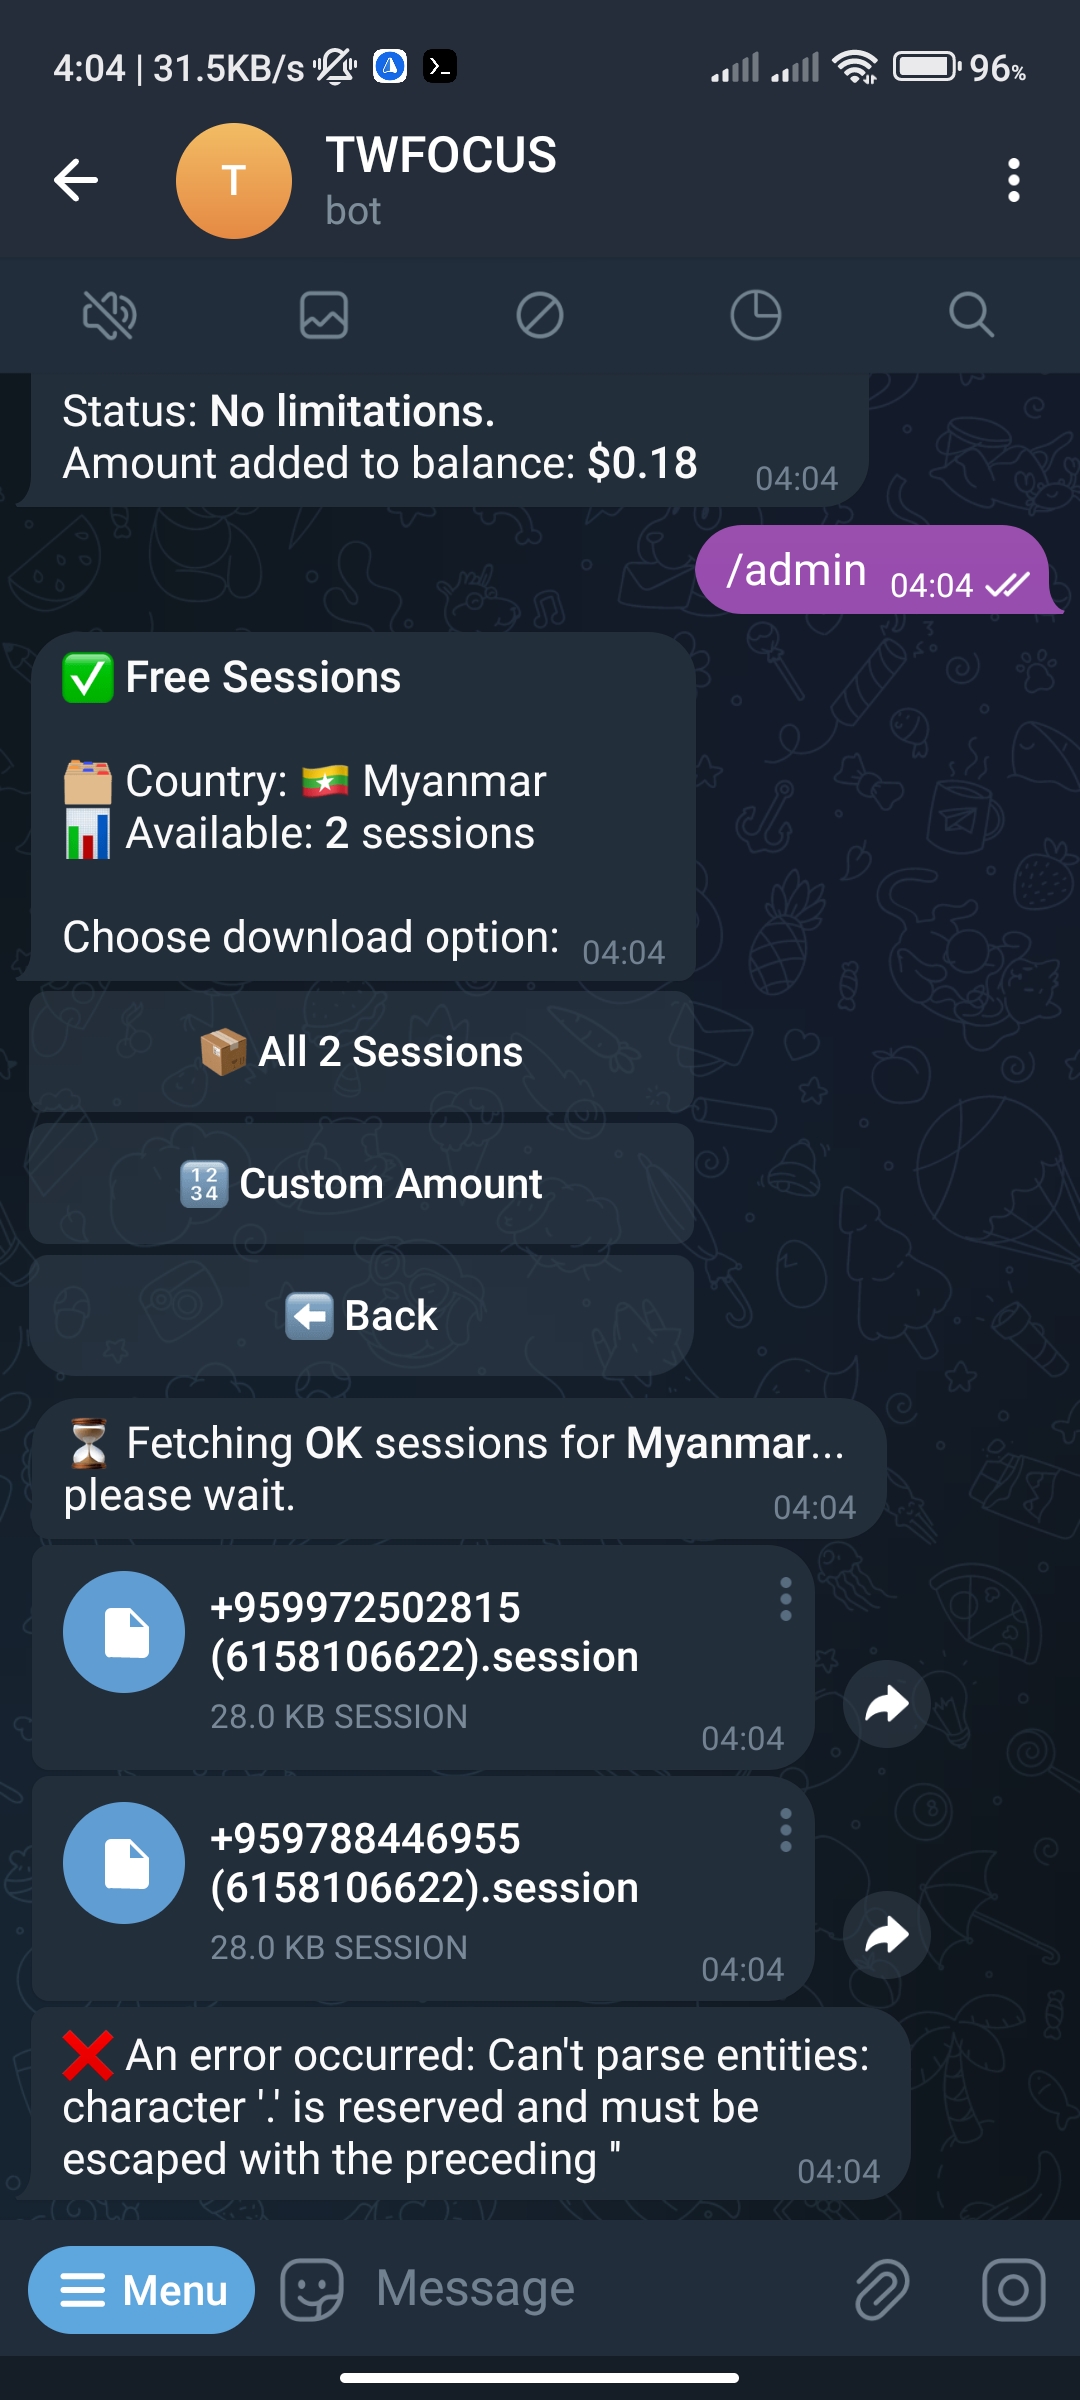 4:04 | 31.5KB/s
96%
T
TWFOCUS
bot
Status: No limitations.
Amount added to balance: $0.18 04:04
/admin 04:04
✅ Free Sessions
🗂️ Country: 🇲🇲 Myanmar
📊 Available: 2 sessions
Choose download option: 04:04
📦 All 2 Sessions
🔢 Custom Amount
⬅️ Back
⏳ Fetching OK sessions for Myanmar...
please wait. 04:04
+959972502815
(6158106622).session
28.0 KB SESSION
04:04
+959788446955
(6158106622).session
28.0 KB SESSION
04:04
❌ An error occurred: Can't parse entities:
character '.' is reserved and must be
escaped with the preceding '' 04:04
Menu
Message